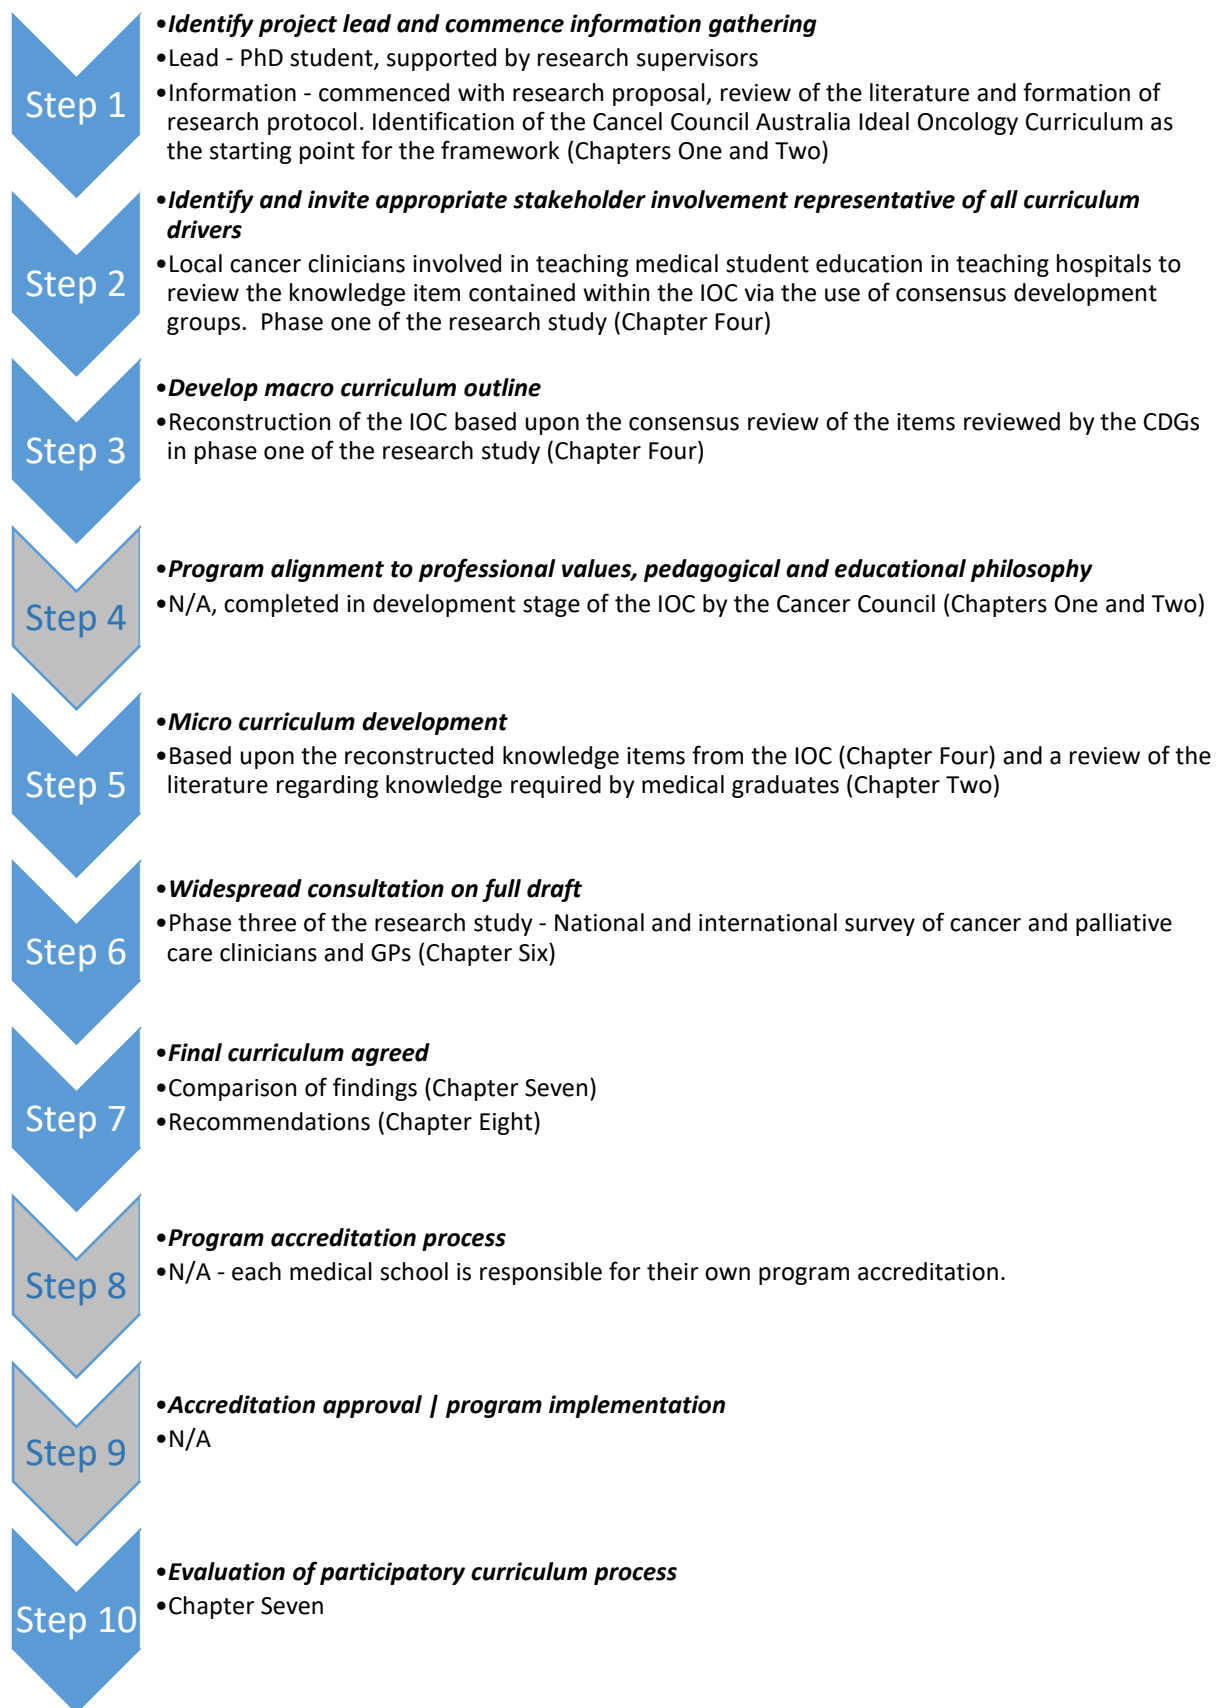 Step 1
•Identify project lead and commence information gathering
•Lead - PhD student, supported by research supervisors
•Information - commenced with research proposal, review of the literature and formation of
research protocol. Identification of the Cancel Council Australia Ideal Oncology Curriculum as
the starting point for the framework (Chapters One and Two)
Step 2
•Identify and invite appropriate stakeholder involvement representative of all curriculum
drivers
•Local cancer clinicians involved in teaching medical student education in teaching hospitals to
review the knowledge item contained within the IOC via the use of consensus development
groups.  Phase one of the research study (Chapter Four)
Step 3
•Develop macro curriculum outline
•Reconstruction of the IOC based upon the consensus review of the items reviewed by the CDGs
in phase one of the research study (Chapter Four)
Step 4
•Program alignment to professional values, pedagogical and educational philosophy
•N/A, completed in development stage of the IOC by the Cancer Council (Chapters One and Two)
Step 5
•Micro curriculum development
•Based upon the reconstructed knowledge items from the IOC (Chapter Four) and a review of the
literature regarding knowledge required by medical graduates (Chapter Two)
Step 6
•Widespread consultation on full draft
•Phase three of the research study - National and international survey of cancer and palliative
care clinicians and GPs (Chapter Six)
Step 7
•Final curriculum agreed
•Comparison of findings (Chapter Seven)
•Recommendations (Chapter Eight)
Step 8
•Program accreditation process
•N/A - each medical school is responsible for their own program accreditation.
Step 9
•Accreditation approval | program implementation
•N/A
Step 10
•Evaluation of participatory curriculum process
•Chapter Seven